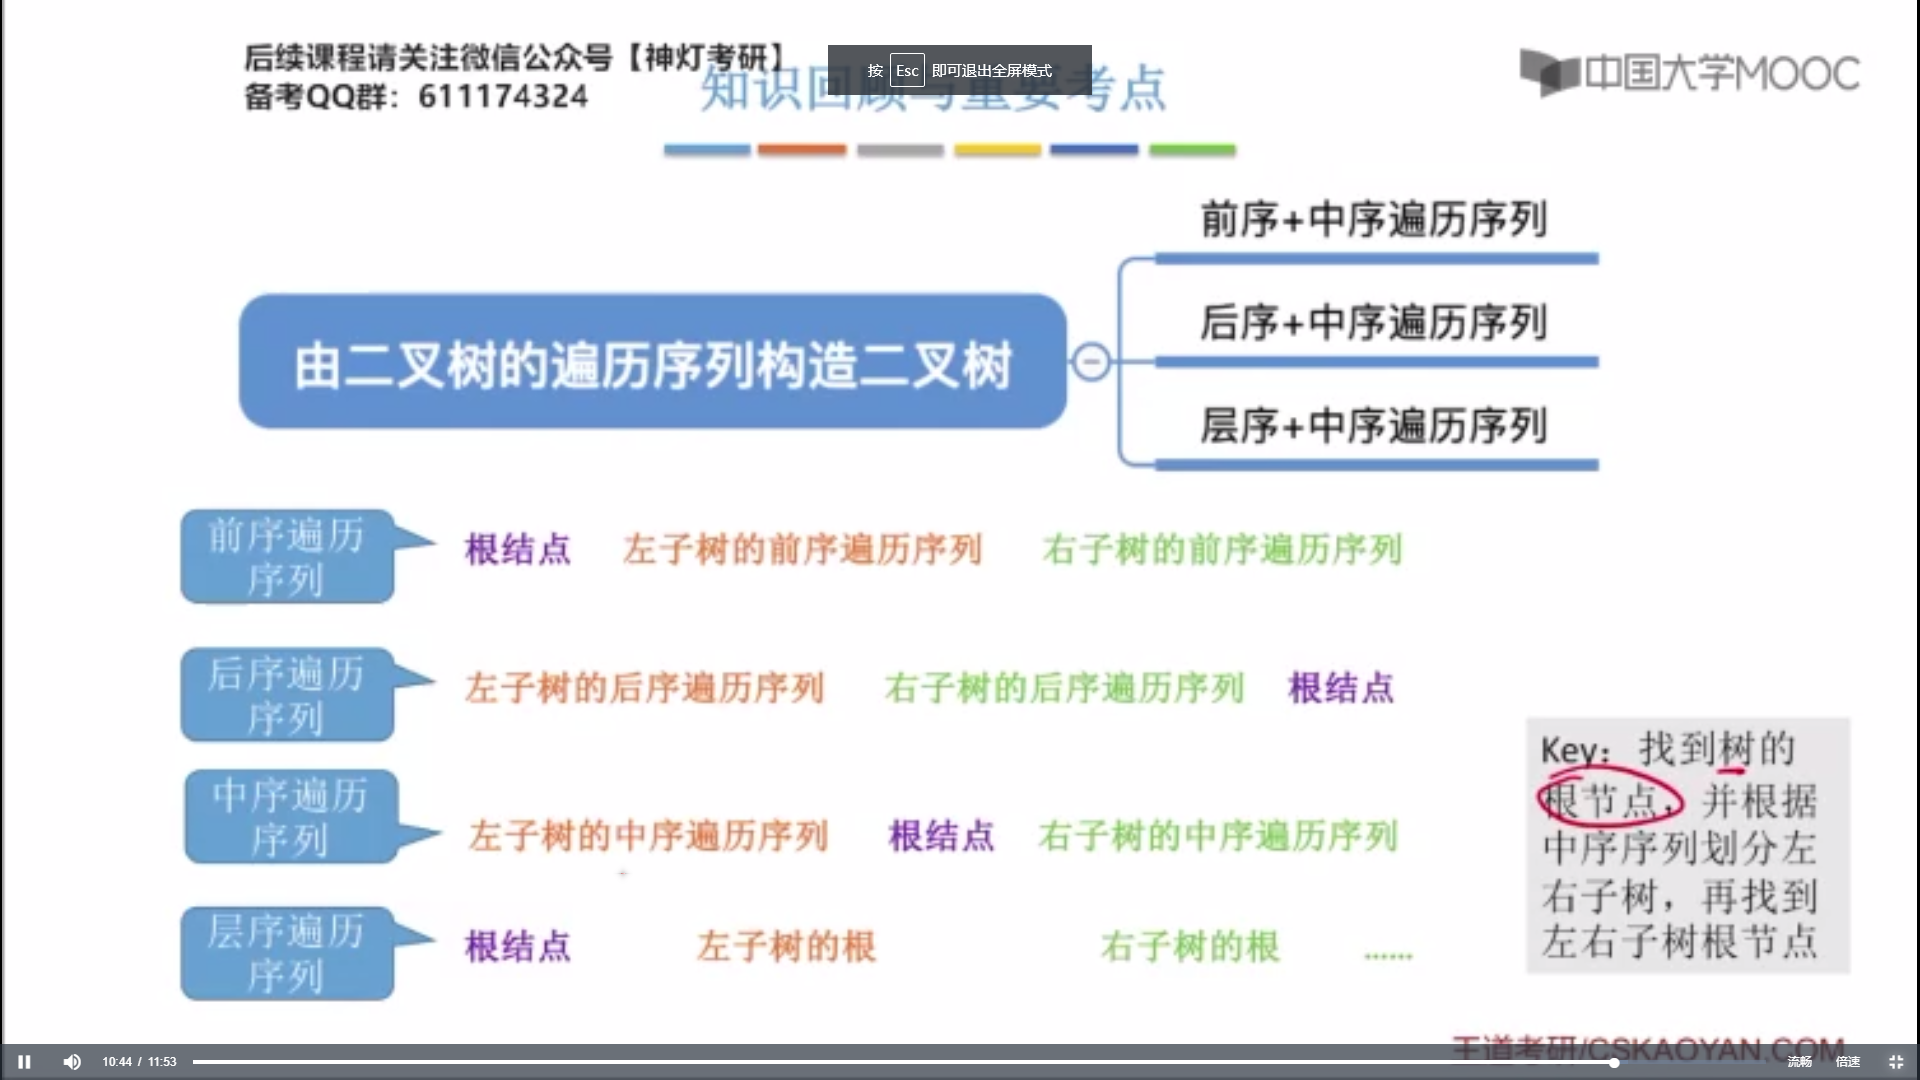 后续课程请关注微信公众号【神灯考研】
备考QQ群：611174324
按 Esc 即可退出全屏模式
知识回顾与重要考点
中国大学MOOC
前序+中序遍历序列
后序+中序遍历序列
层序+中序遍历序列
由二叉树的遍历序列构造二叉树
前序遍历
序列
根结点 左子树的前序遍历序列 右子树的前序遍历序列
后序遍历
序列
左子树的后序遍历序列 右子树的后序遍历序列 根结点
中序遍历
序列
左子树的中序遍历序列 根结点 右子树的中序遍历序列
层序遍历
序列
根结点 左子树的根 右子树的根 ······
Key：找到树的
根节点，并根据
中序序列划分左
右子树，再找到
左右子树根节点
王道考研/CSKAOYAN.COM
10:44 / 11:53
流畅 倍速